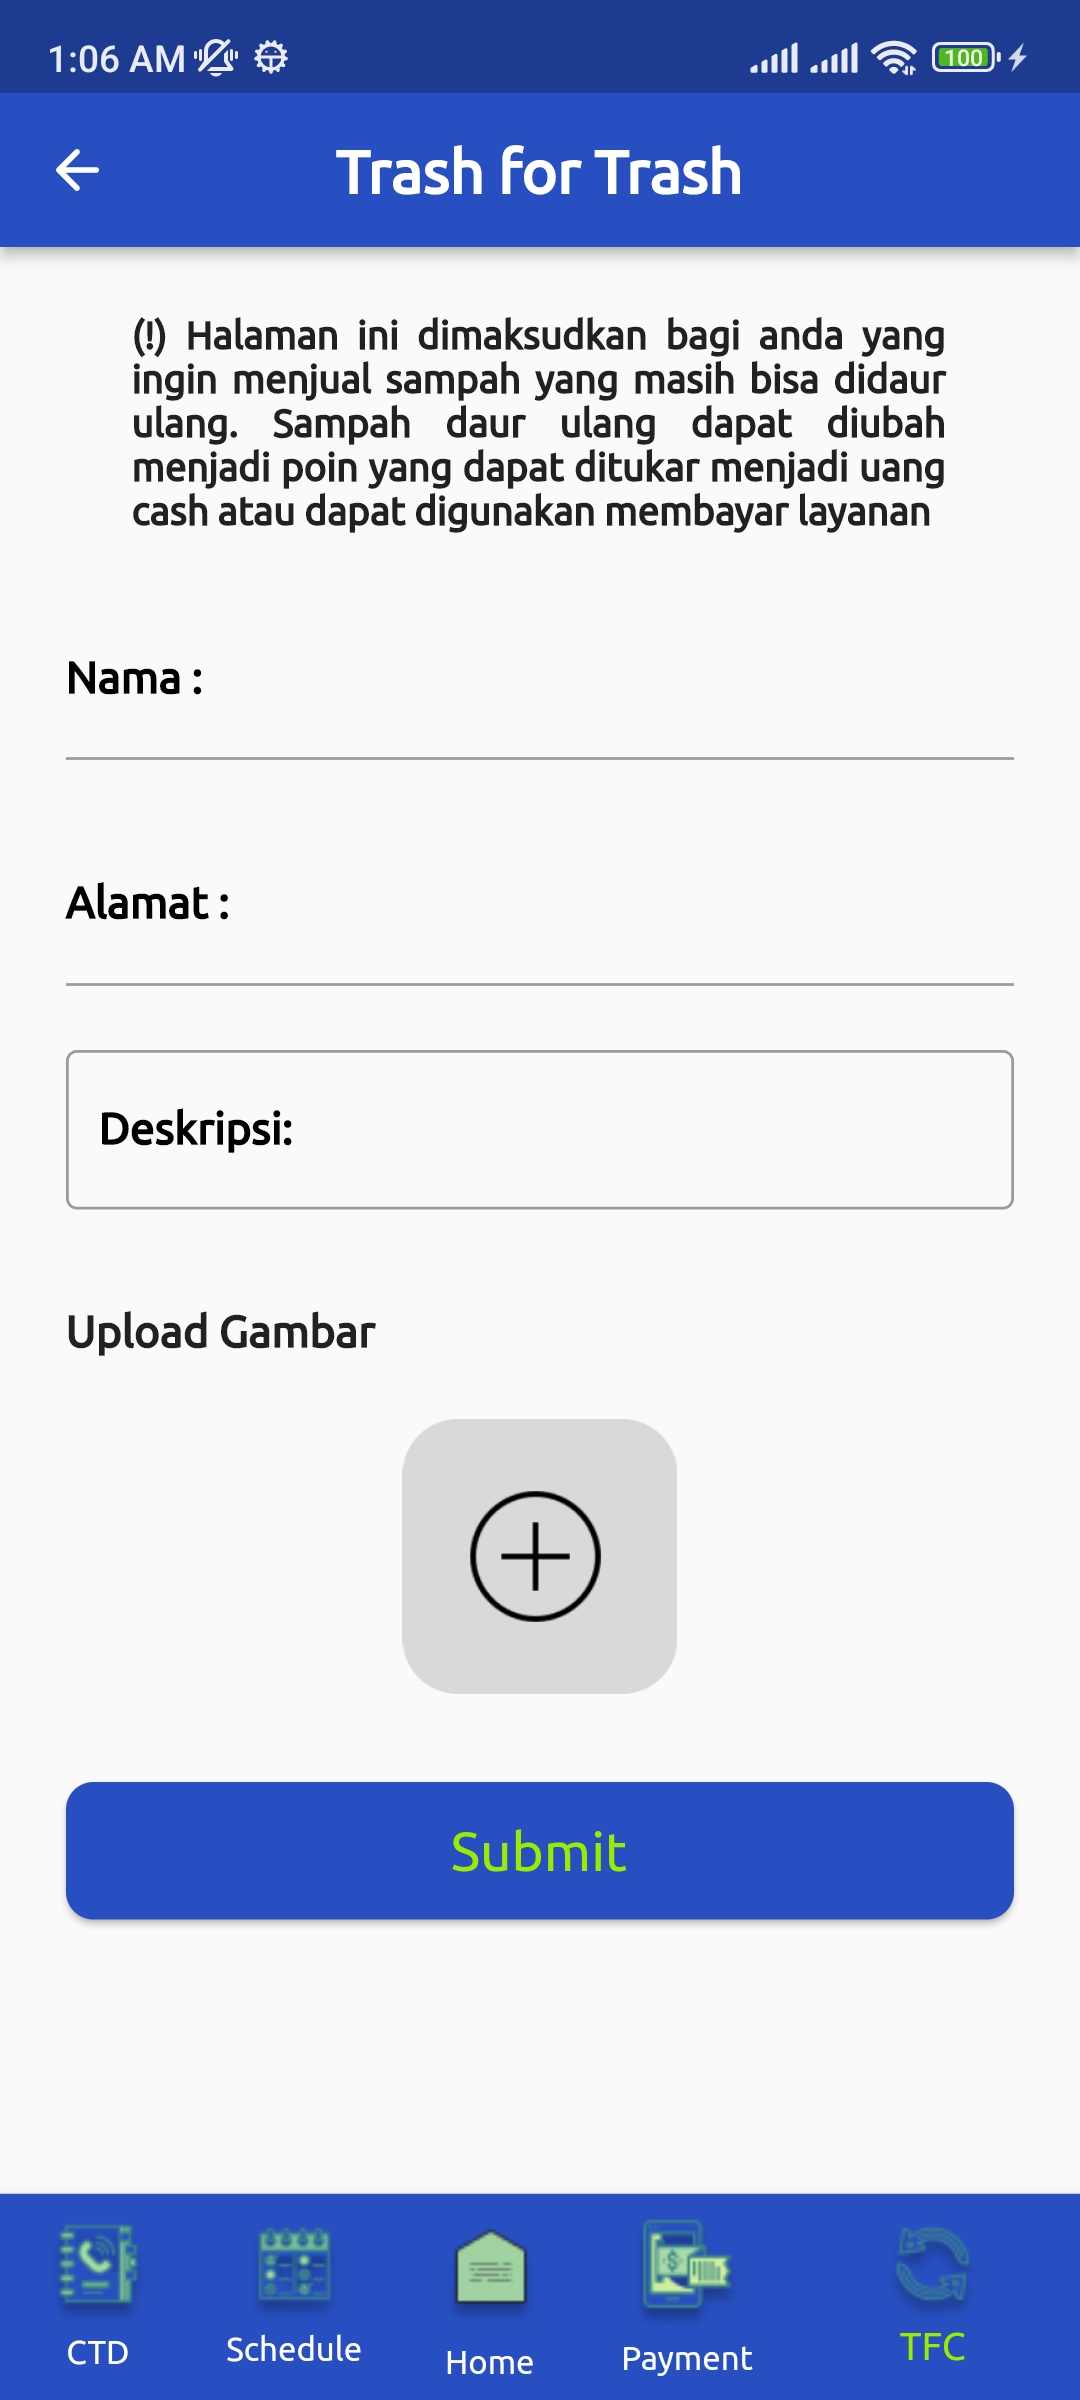 1:06 AM
100
Trash for Trash
(!) Halaman ini dimaksudkan bagi anda yang
ingin menjual sampah yang masih bisa didaur
ulang. Sampah daur ulang dapat diubah
menjadi poin yang dapat ditukar menjadi uang
cash atau dapat digunakan membayar layanan
Nama :
Alamat :
Deskripsi:
Upload Gambar
Submit
CTD
Schedule
Home
Payment
TFC